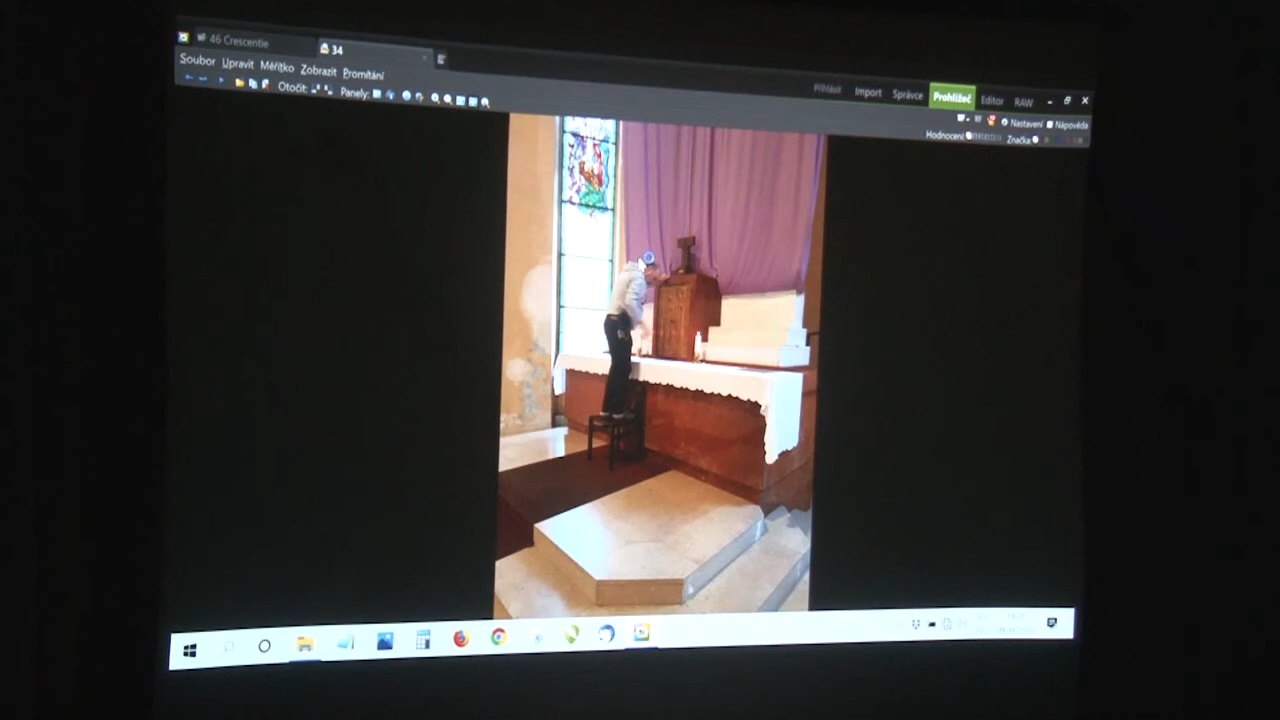 46 Crescentie
34
Soubor Upravit Měřítko Zobrazit Promítání
Přihlásit Import Správce Prohlížeč Editor RAW
Otočit: Panely:
Nastavení Nápověda
Hodnocení Značka